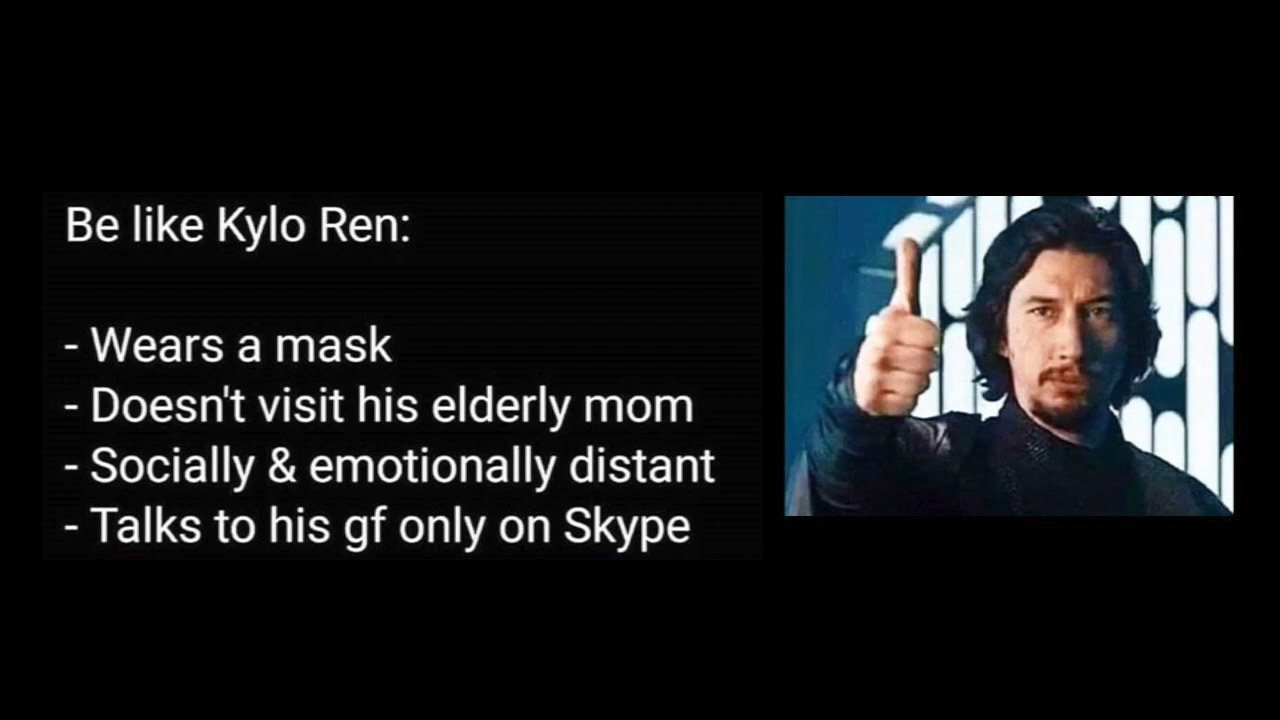 Be like Kylo Ren:
- Wears a mask
- Doesn't visit his elderly mom
- Socially & emotionally distant
- Talks to his gf only on Skype